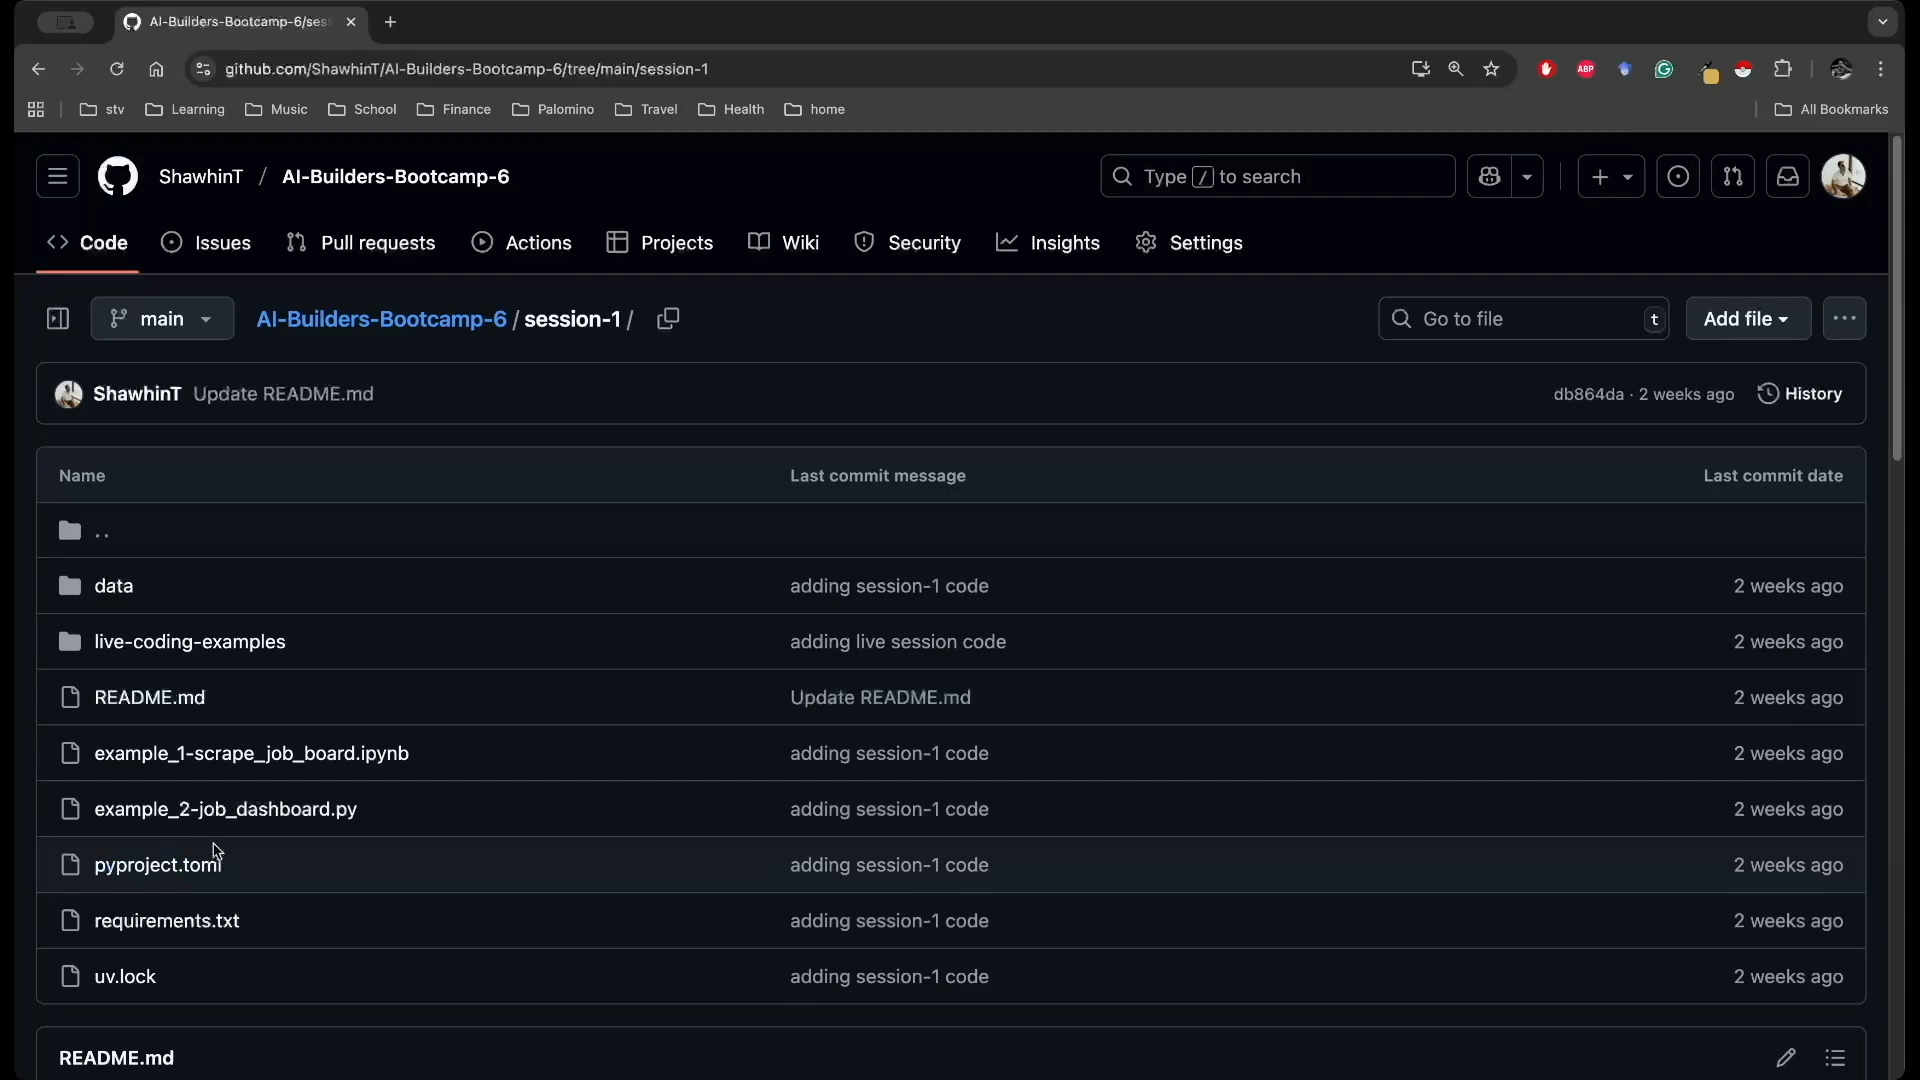 AI-Builders-Bootcamp-6/ses
github.com/ShawhinT/AI-Builders-Bootcamp-6/tree/main/session-1
ABP
stv Learning Music School Finance Palomino Travel Health home All Bookmarks
ShawhinT / AI-Builders-Bootcamp-6 Type / to search
Code Issues Pull requests Actions Projects Wiki Security Insights Settings
main AI-Builders-Bootcamp-6 / session-1 / Go to file t Add file
ShawhinT Update README.md db864da · 2 weeks ago History
Name Last commit message Last commit date
..
data adding session-1 code 2 weeks ago
live-coding-examples adding live session code 2 weeks ago
README.md Update README.md 2 weeks ago
example_1-scrape_job_board.ipynb adding session-1 code 2 weeks ago
example_2-job_dashboard.py adding session-1 code 2 weeks ago
pyproject.toml adding session-1 code 2 weeks ago
requirements.txt adding session-1 code 2 weeks ago
uv.lock adding session-1 code 2 weeks ago
README.md